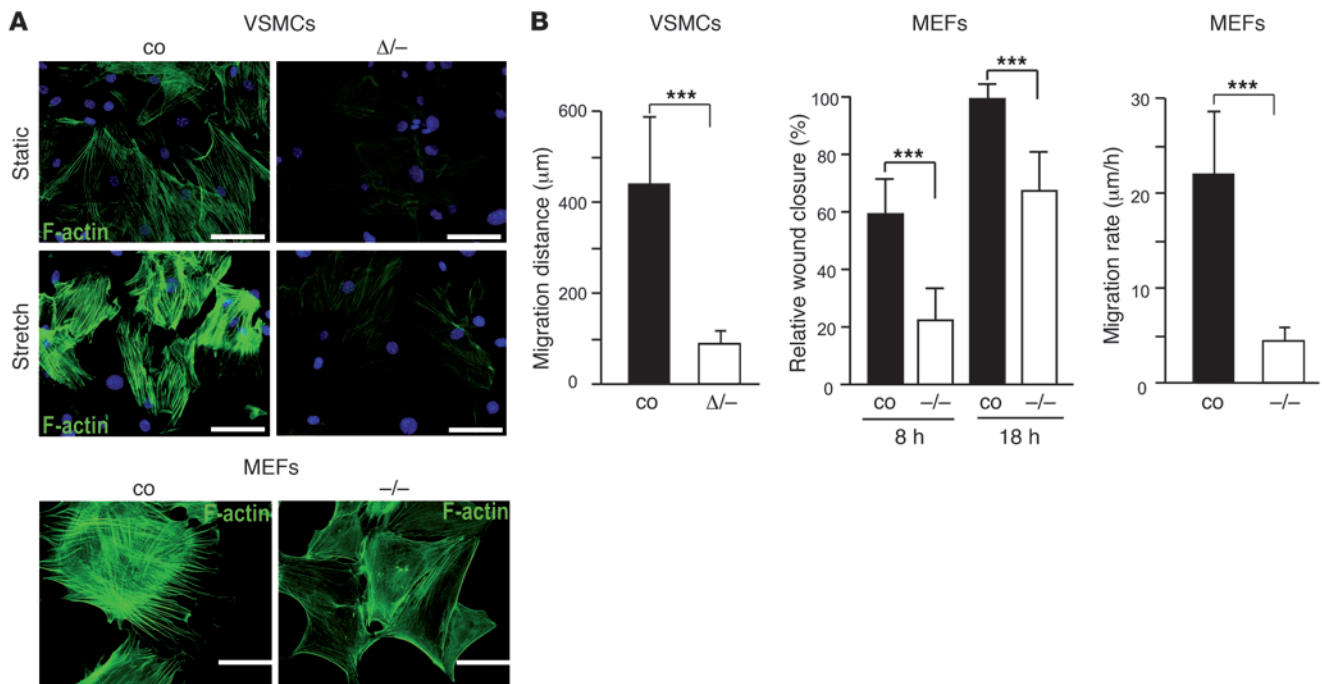 A
VSMCs
co
Δ/–
Static
F-actin
Stretch
F-actin
MEFs
co
–/–
F-actin
F-actin
B
VSMCs
Migration distance (μm)
600
400
200
0
***
co
Δ/–
MEFs
Relative wound closure (%)
100
80
60
40
20
0
***
***
co
–/–
co
–/–
8 h
18 h
MEFs
Migration rate (μm/h)
30
20
10
0
***
co
–/–